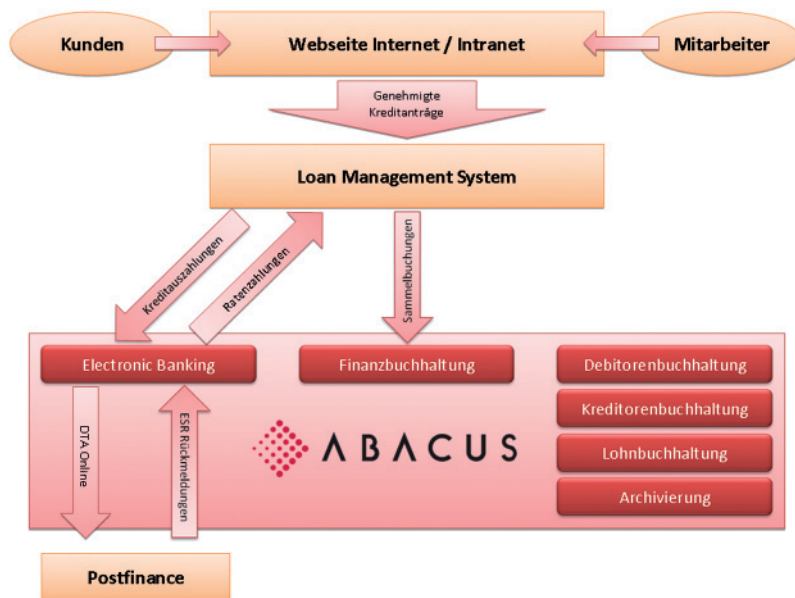 Kunden
Webseite Internet / Intranet
Mitarbeiter
Genehmigte
Kreditanträge
Loan Management System
Kreditauszahlungen
Ratenzahlungen
Sammelbuchungen
Electronic Banking
Finanzbuchhaltung
Debitorenbuchhaltung
Kreditorenbuchhaltung
Lohnbuchhaltung
Archivierung
DTA Online
ESR Rückmeldungen
ABACUS
Postfinance